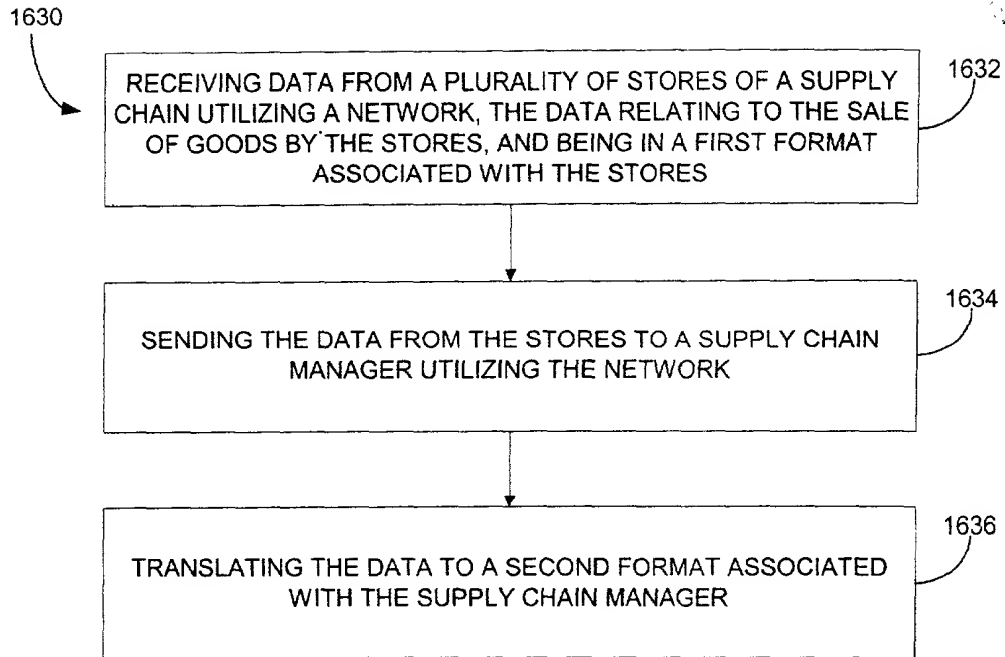 1630
RECEIVING DATA FROM A PLURALITY OF STORES OF A SUPPLY
CHAIN UTILIZING A NETWORK, THE DATA RELATING TO THE SALE
OF GOODS BY THE STORES, AND BEING IN A FIRST FORMAT
ASSOCIATED WITH THE STORES
1632
SENDING THE DATA FROM THE STORES TO A SUPPLY CHAIN
MANAGER UTILIZING THE NETWORK
1634
TRANSLATING THE DATA TO A SECOND FORMAT ASSOCIATED
WITH THE SUPPLY CHAIN MANAGER
1636